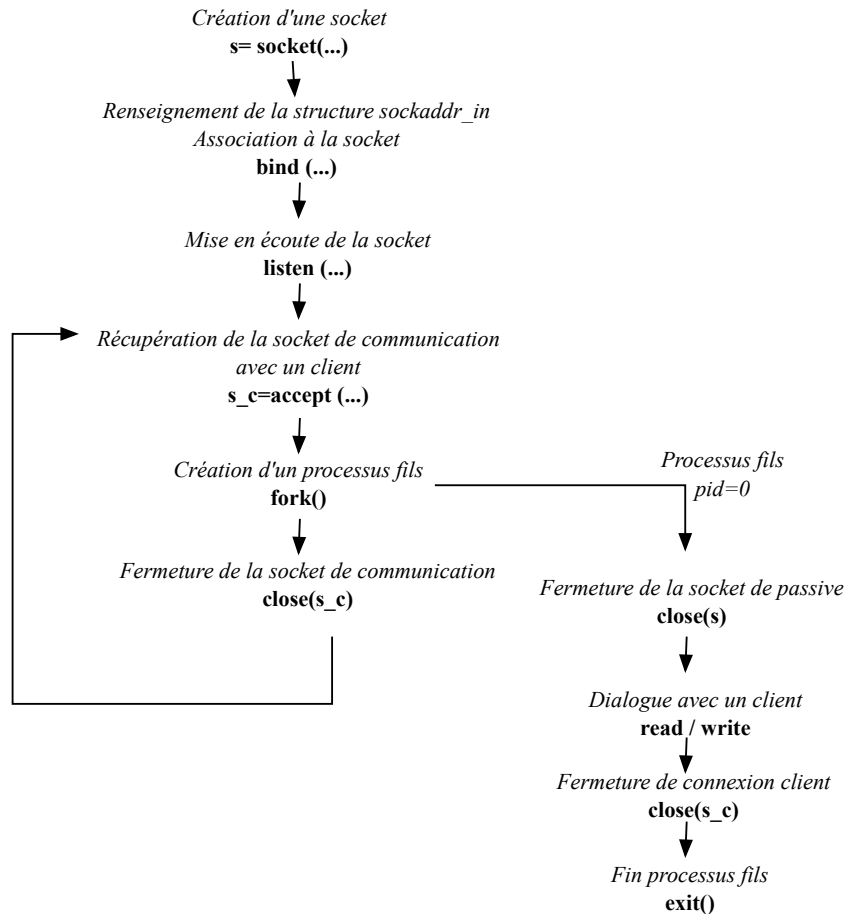 Création d'une socket
s= socket(...)
Renseignement de la structure sockaddr_in
Association à la socket
bind (...)
Mise en écoute de la socket
listen (...)
Récupération de la socket de communication
avec un client
s_c=accept (...)
Création d'un processus fils
fork()
Fermeture de la socket de communication
close(s_c)
Processus fils
pid=0
Fermeture de la socket de passive
close(s)
Dialogue avec un client
read / write
Fermeture de connexion client
close(s_c)
Fin processus fils
exit()